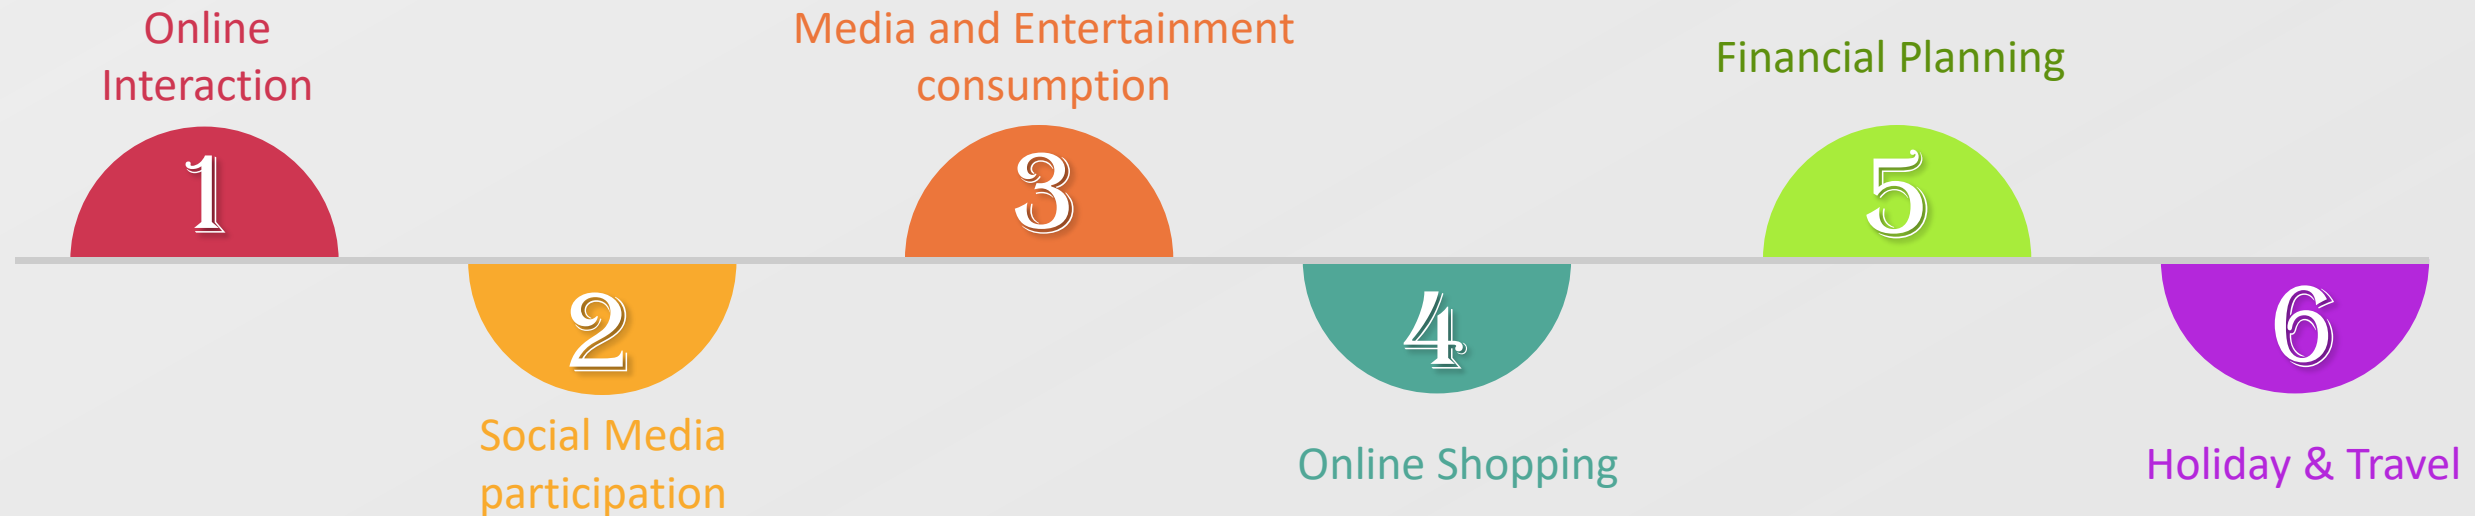 Online
Interaction
1
2
Social Media
participation
Media and Entertainment
consumption
3
4
Online Shopping
Financial Planning
5
6
Holiday & Travel